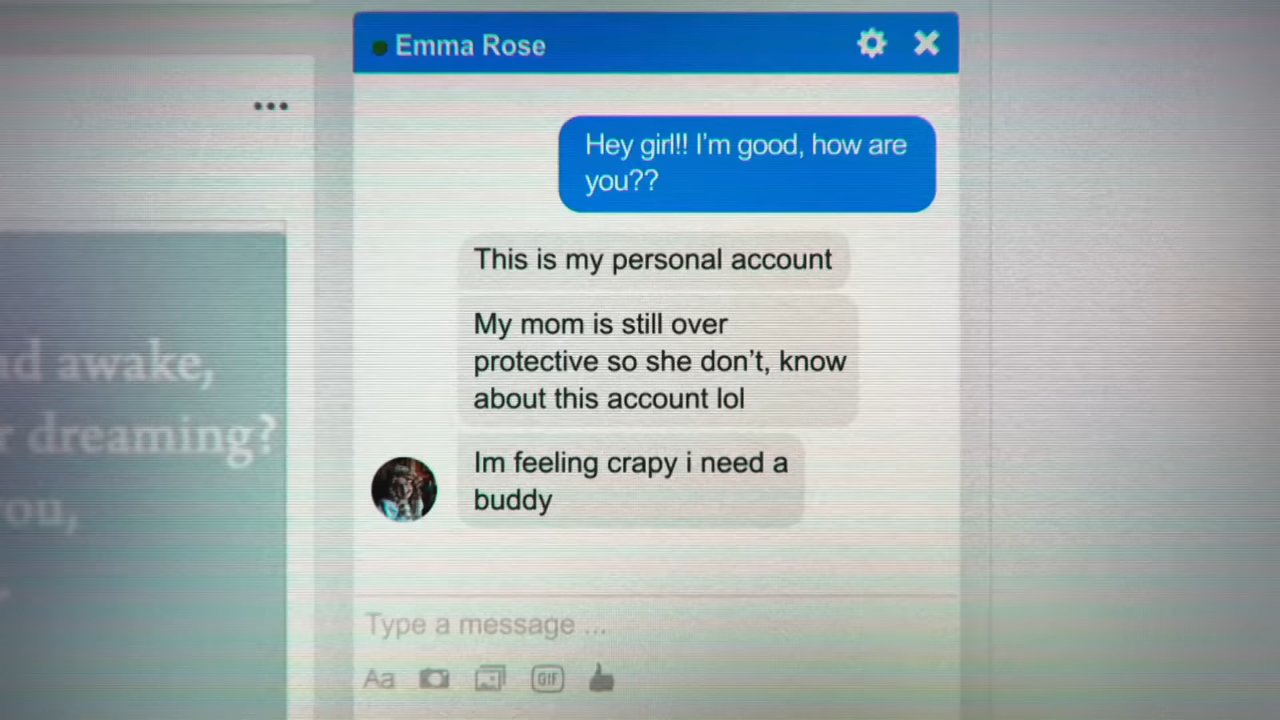 Emma Rose
Hey girl!! I'm good, how are
you??
This is my personal account
My mom is still over
protective so she don't, know
about this account lol
Im feeling crapy i need a
buddy
awake,
dreaming?
Type a message ...
Aa
GIF